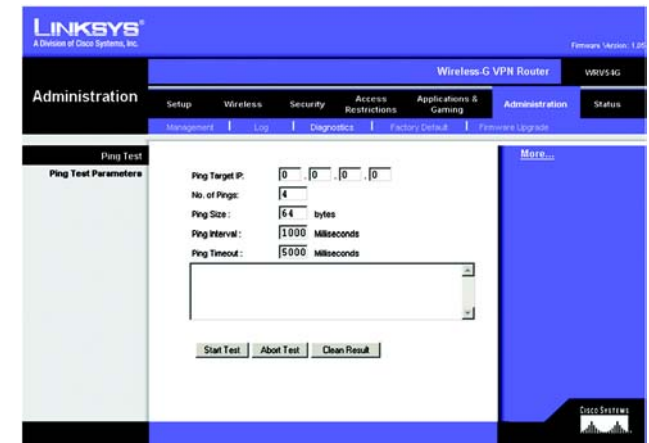 LINKSYS®
A Division of Cisco Systems, Inc.
Firmware Version: 1.05
Wireless-G VPN Router WRV54G
Administration
Setup Wireless Security Access Restrictions Applications & Gaming Administration Status
Management | Log | Diagnostics | Factory Default | Firmware Upgrade
Ping Test
Ping Test Parameters
More...
Ping Target IP: 0 . 0 . 0 . 0
No. of Pings: 4
Ping Size : 64 bytes
Ping Interval : 1000 Milliseconds
Ping Timeout : 5000 Milliseconds
Start Test Abort Test Clean Result
CISCO SYSTEMS